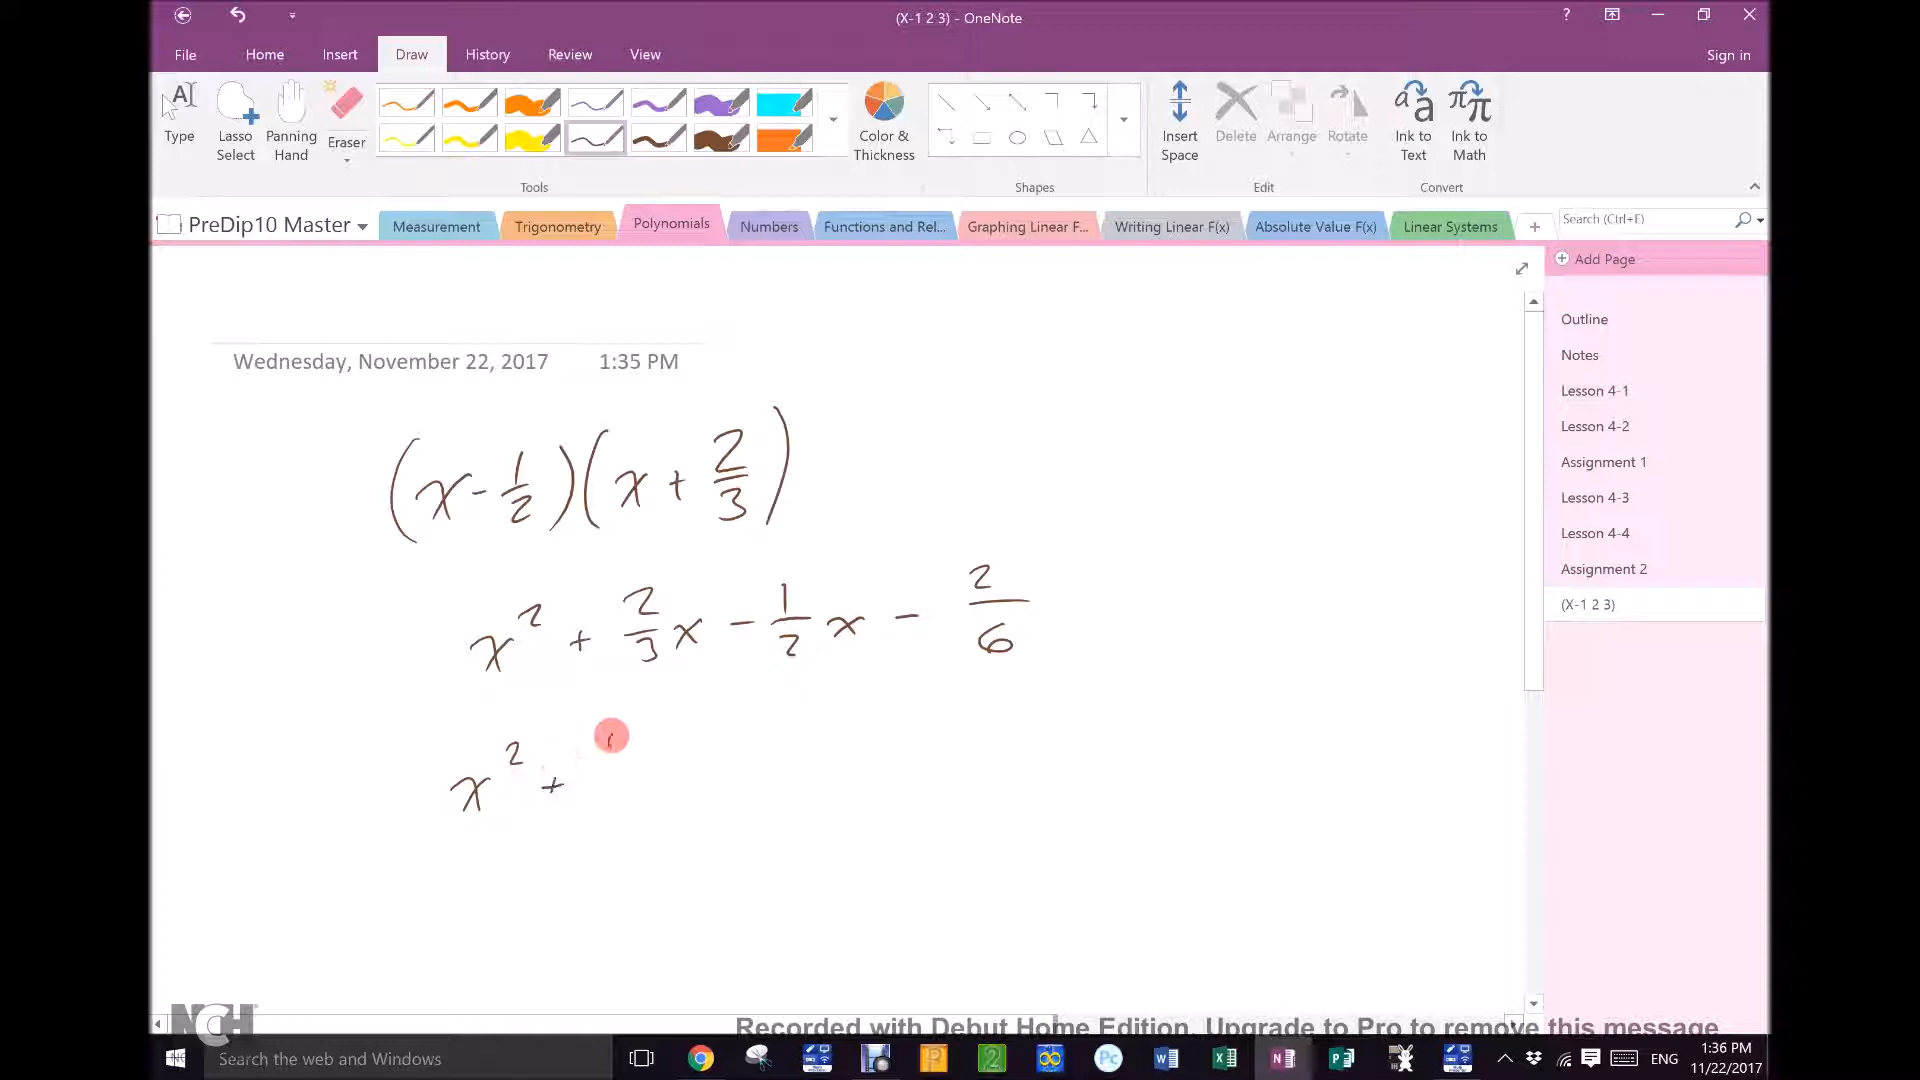 (X-1 2 3) - OneNote
?
File Home Insert Draw History Review View Sign in
Type
Lasso Select
Panning Hand
Eraser
Color & Thickness
Insert Space
Delete
Arrange
Rotate
Ink to Text
Ink to Math
Tools Shapes Edit Convert
PreDip10 Master Measurement Trigonometry Polynomials Numbers Functions and Rel... Graphing Linear F... Writing Linear F(x) Absolute Value F(x) Linear Systems + Search (Ctrl+E)
Add Page
Outline
Notes
Lesson 4-1
Lesson 4-2
Assignment 1
Lesson 4-3
Lesson 4-4
Assignment 2
(X-1 2 3)
Wednesday, November 22, 2017 1:35 PM
(x - 1/2)(x + 2/3)
x² + 2/3 x - 1/2 x - 2/6
x² +
NCH
Recorded with Debut Home Edition. Upgrade to Pro to remove this message
Search the web and Windows
ENG
1:36 PM
11/22/2017